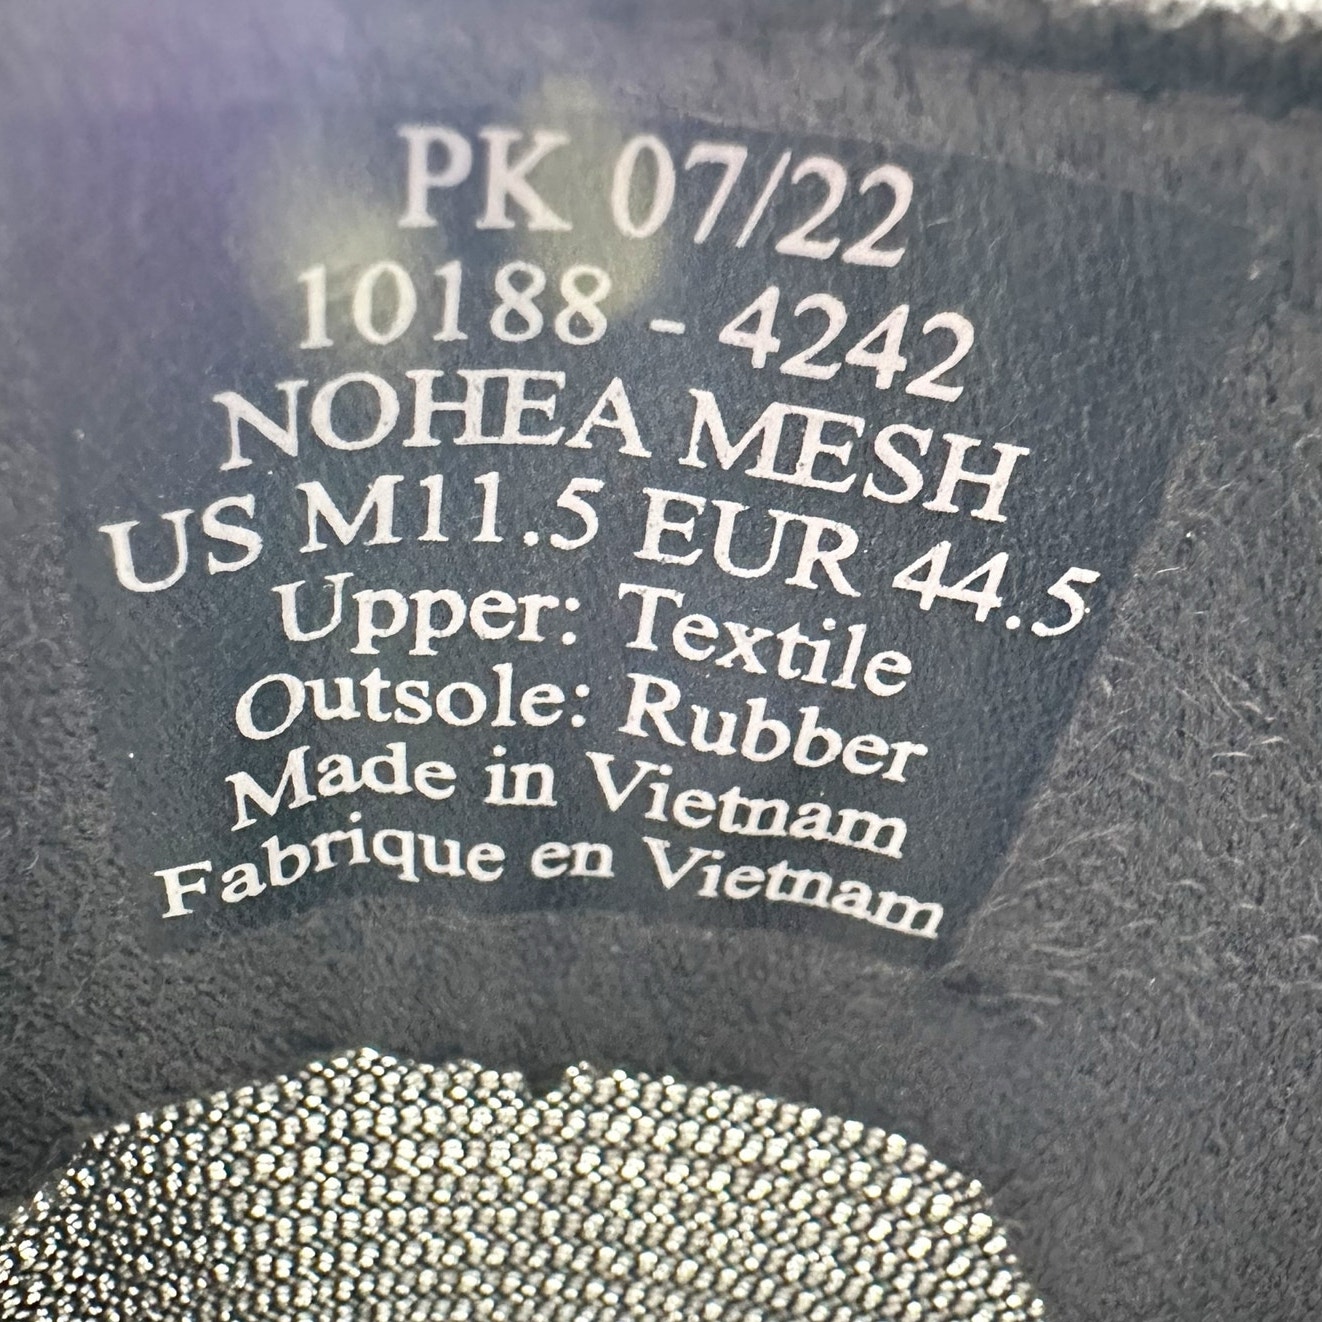 PK 07/22
10188 - 4242
NOHEA MESH
US M11.5 EUR 44.5
Upper: Textile
Outsole: Rubber
Made in Vietnam
Fabrique en Vietnam